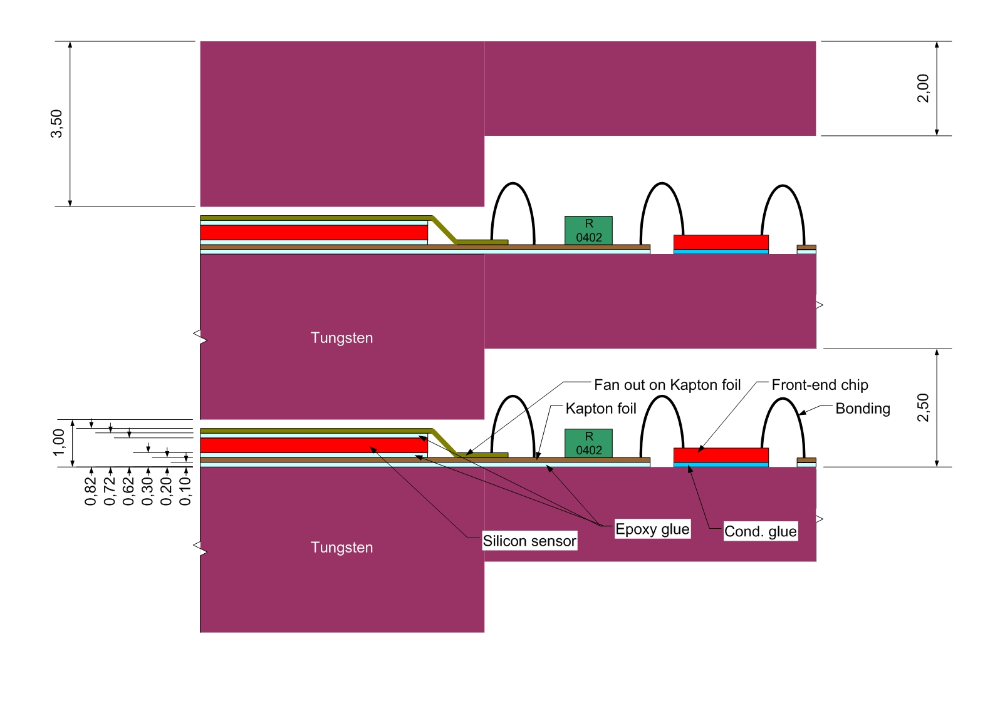 3,50
2,00
R
0402
Tungsten
Fan out on Kapton foil
Front-end chip
Kapton foil
Bonding
2,50
1,00
R
0402
0,82
0,72
0,62
0,30
0,20
0,10
Epoxy glue
Cond. glue
Silicon sensor
Tungsten